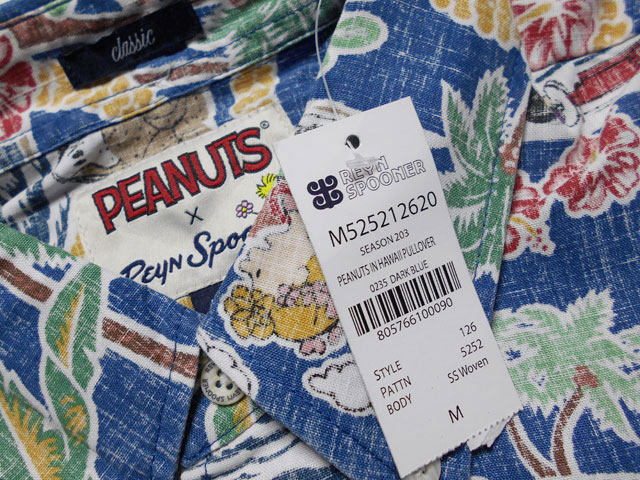 classic
PEANUTS
x
Reyn Spoo
REYN
SPOONER
M525212620
SEASON 203
PEANUTS IN HAWAII PULLOVER
0235 DARK BLUE
805766100090
STYLE 126
PATTN 5252
BODY SS Woven
M